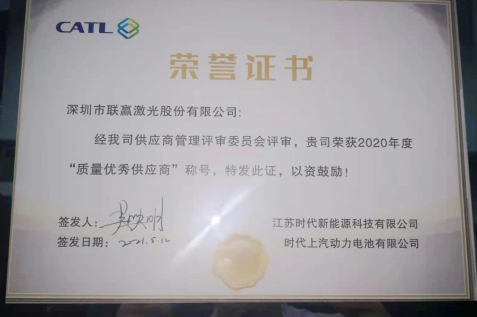 CATL
荣誉证书
深圳市联赢激光股份有限公司:
经我司供应商管理评审委员会评审，贵司荣获2020年度
“质量优秀供应商”称号，特发此证，以资鼓励！
签发人:
江苏时代新能源科技有限公司
签发日期: 2021.5.12
时代上汽动力电池有限公司